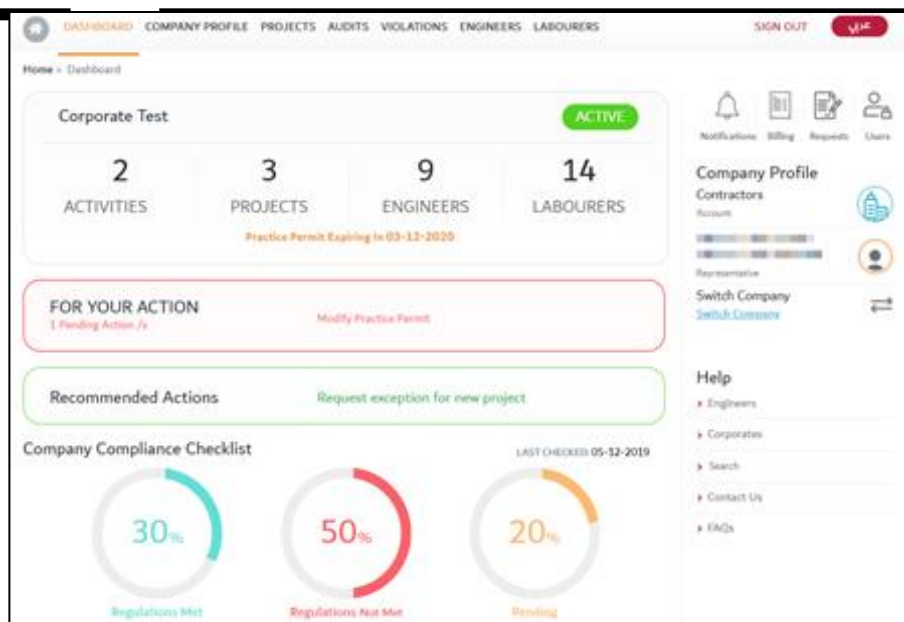 DASHBOARD COMPANY PROFILE PROJECTS AUDITS VIOLATIONS ENGINEERS LABOURERS SIGN OUT عربي
Home » Dashboard
Corporate Test ACTIVE
2 3 9 14
ACTIVITIES PROJECTS ENGINEERS LABOURERS
Practice Permit Expiring In 03-12-2020
FOR YOUR ACTION
1 Pending Action /s Modify Practice Permit
Recommended Actions Request exception for new project
Company Compliance Checklist LAST CHECKED: 05-12-2019
30% 50% 20%
Regulations Met Regulations Not Met Pending
Notifications Billing Requests Users
Company Profile
Contractors
Account
Representative
Switch Company
Switch Company
Help
Engineers
Corporates
Search
Contact Us
FAQs